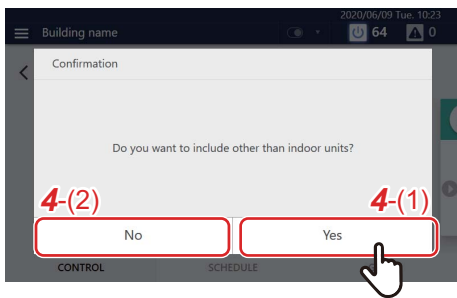 2020/06/09 Tue. 10:23
Building name
64
0
Confirmation
Do you want to include other than indoor units?
4-(2)
4-(1)
No
Yes
CONTROL
SCHEDULE